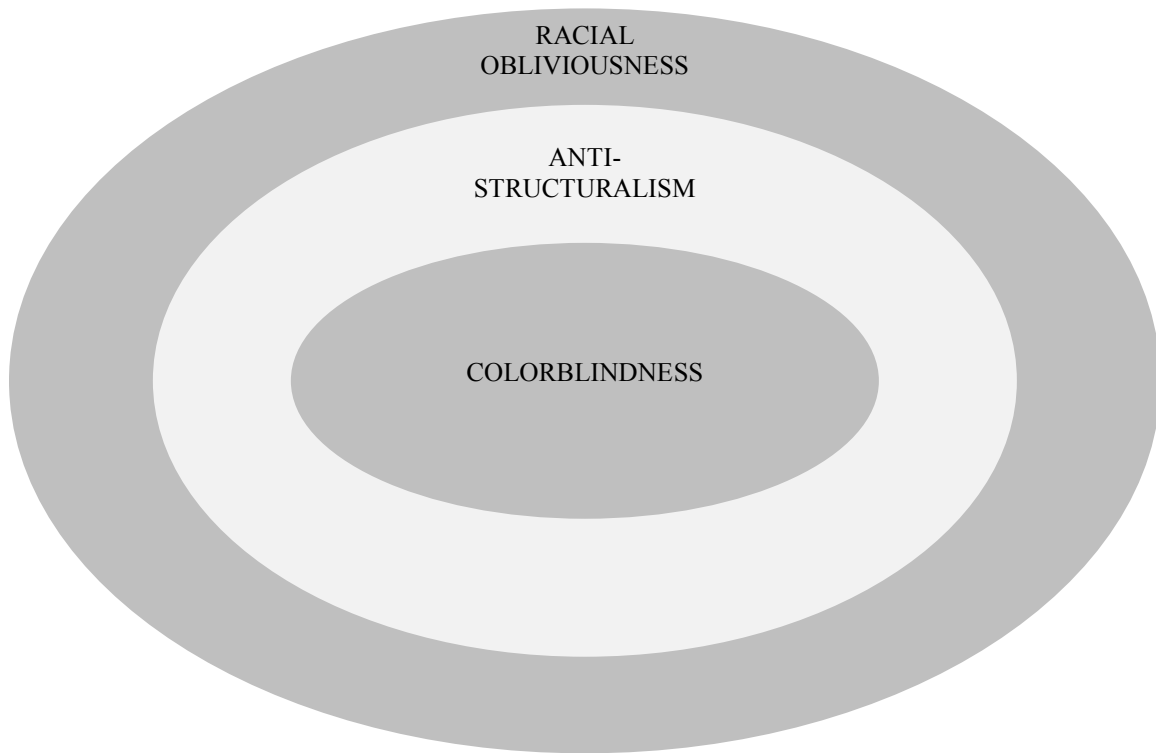 RACIAL
OBLIVIOUSNESS
ANTI-
STRUCTURALISM
COLORBLINDNESS